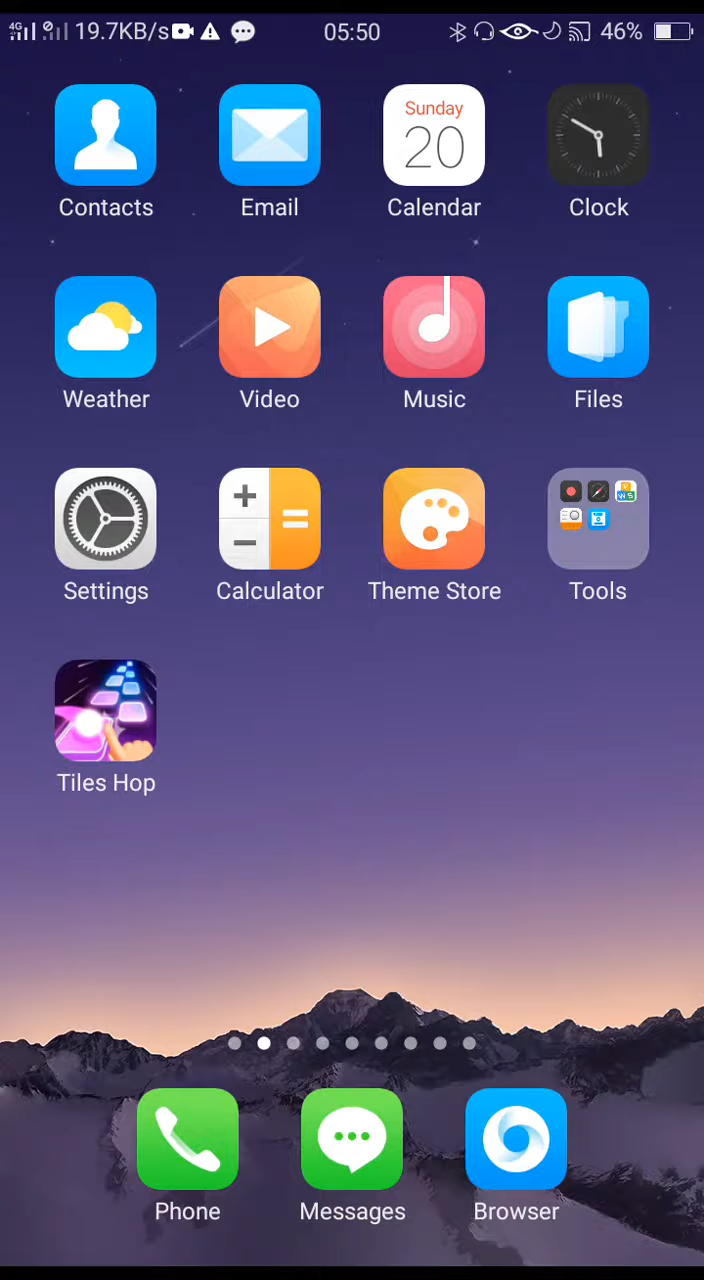 4G 19.7KB/s 05:50 46%
Contacts Email Sunday 20 Calendar Clock
Weather Video Music Files
Settings Calculator Theme Store Tools
Tiles Hop
Phone Messages Browser